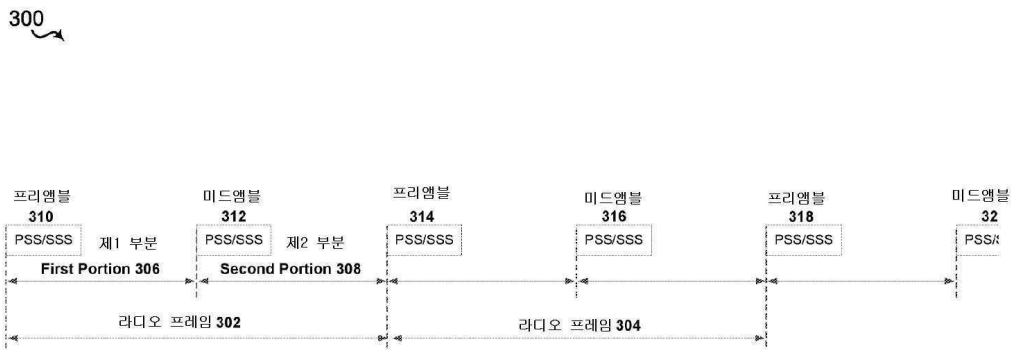 300
프리앰블 미드앰블 프리앰블 미드앰블 프리앰블 미드앰블
310 312 314 316 318 32
PSS/SSS 제1 부분 PSS/SSS 제2 부분 PSS/SSS PSS/SSS PSS/SSS PSS/S
First Portion 306 Second Portion 308
라디오 프레임 302 라디오 프레임 304